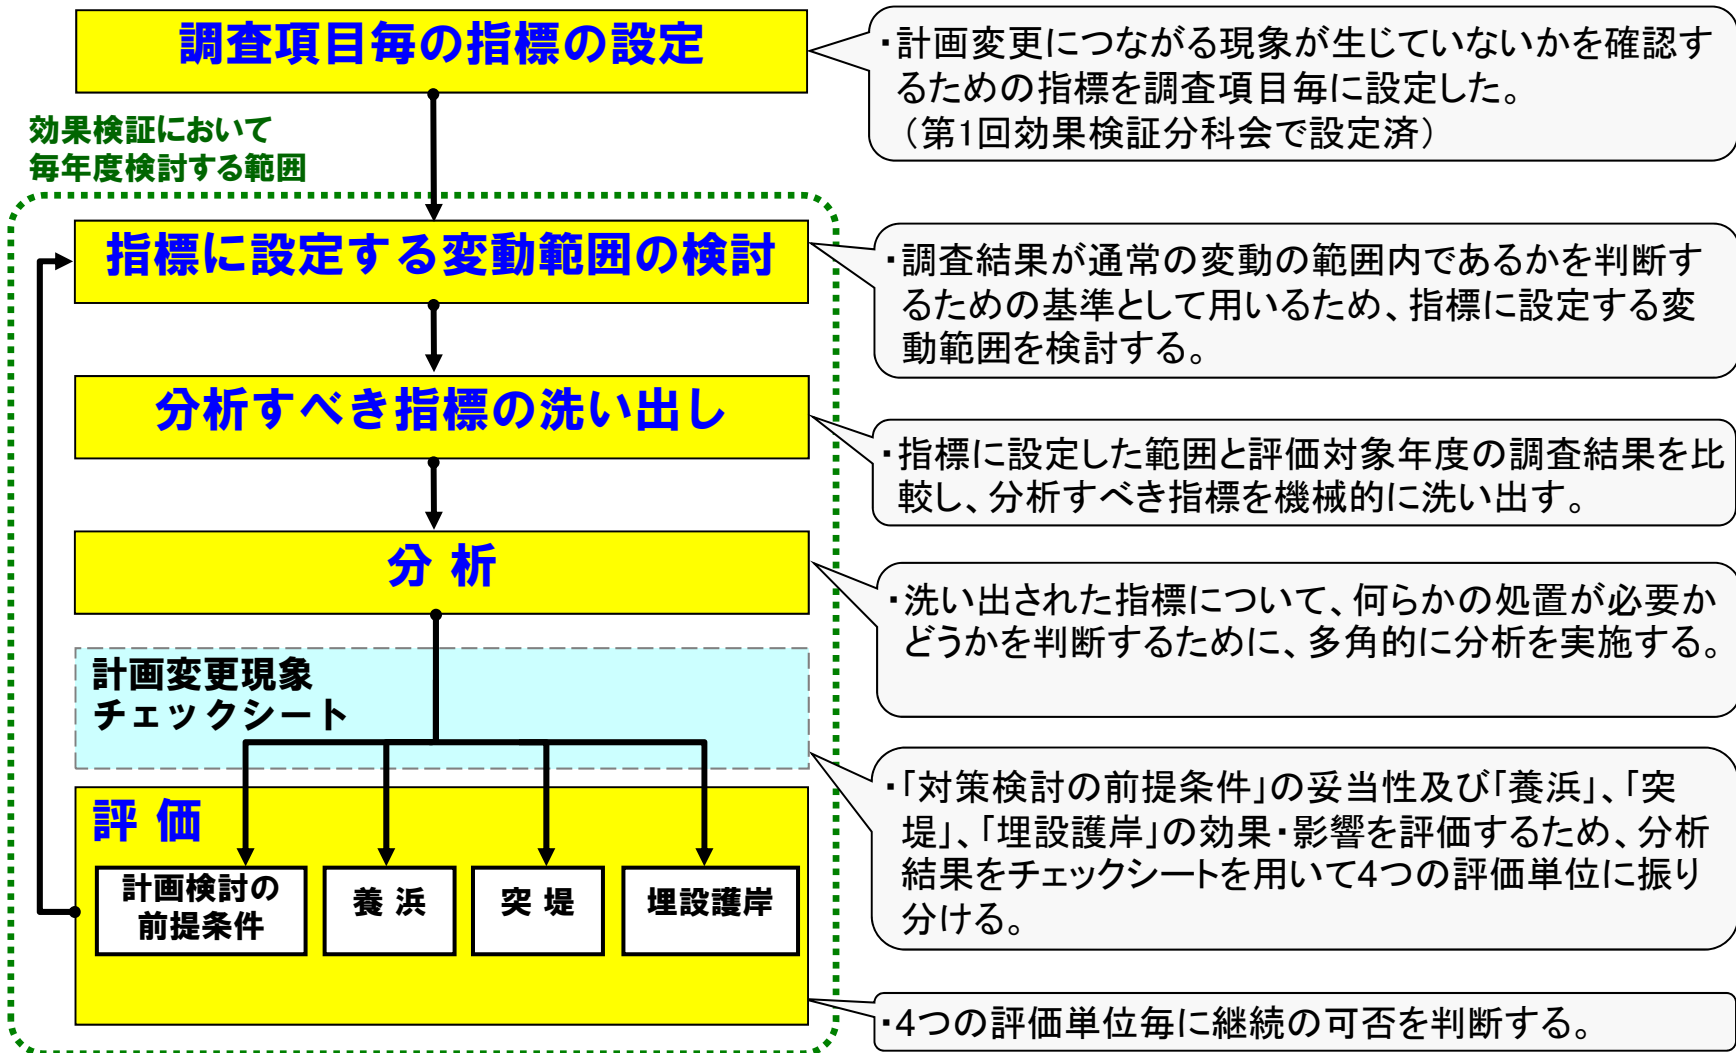 調査項目毎の指標の設定
・計画変更につながる現象が生じていないかを確認す
るための指標を調査項目毎に設定した。
（第1回効果検証分科会で設定済）
効果検証において
毎年度検討する範囲
指標に設定する変動範囲の検討
・調査結果が通常の変動の範囲内であるかを判断す
るための基準として用いるため、指標に設定する変
動範囲を検討する。
分析すべき指標の洗い出し
・指標に設定した範囲と評価対象年度の調査結果を比
較し、分析すべき指標を機械的に洗い出す。
分 析
・洗い出された指標について、何らかの処置が必要か
どうかを判断するために、多角的に分析を実施する。
計画変更現象
チェックシート
・「対策検討の前提条件」の妥当性及び「養浜」、「突
堤」、「埋設護岸」の効果・影響を評価するため、分析
結果をチェックシートを用いて4つの評価単位に振り
分ける。
評 価
計画検討の
前提条件
養 浜
突 堤
埋設護岸
・4つの評価単位毎に継続の可否を判断する。